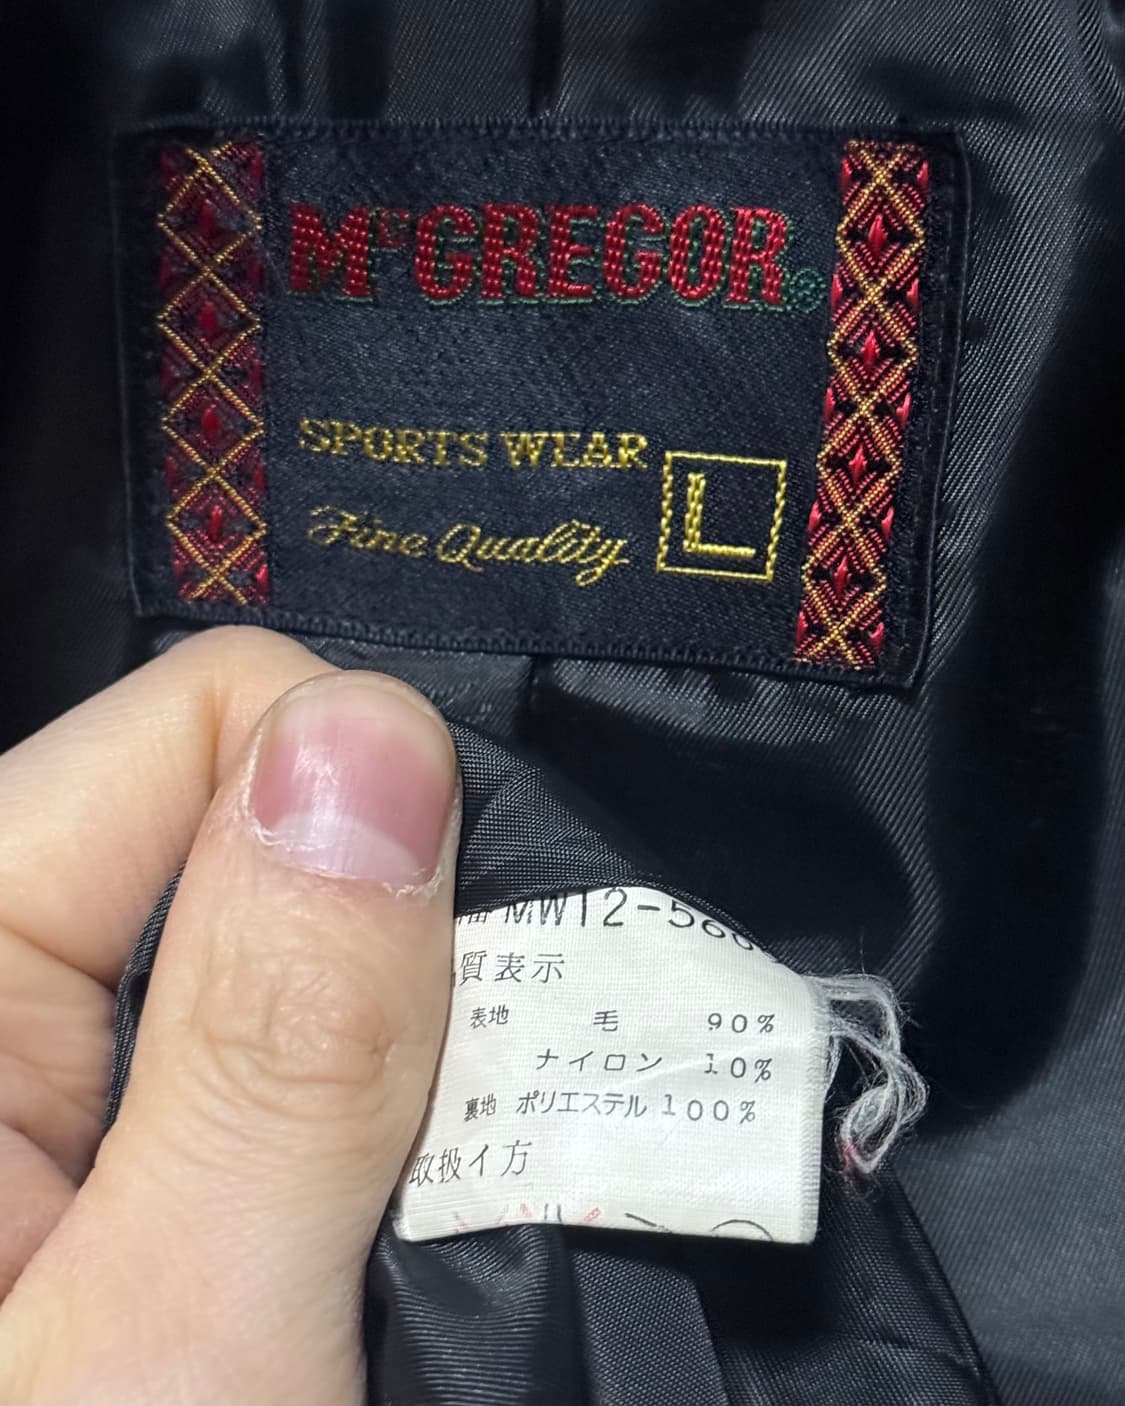 McGREGOR®
SPORTS WEAR
Fine Quality
L
MW12-5
質表示
表地 毛 90%
ナイロン 10%
裏地 ポリエステル 100%
取扱イ方